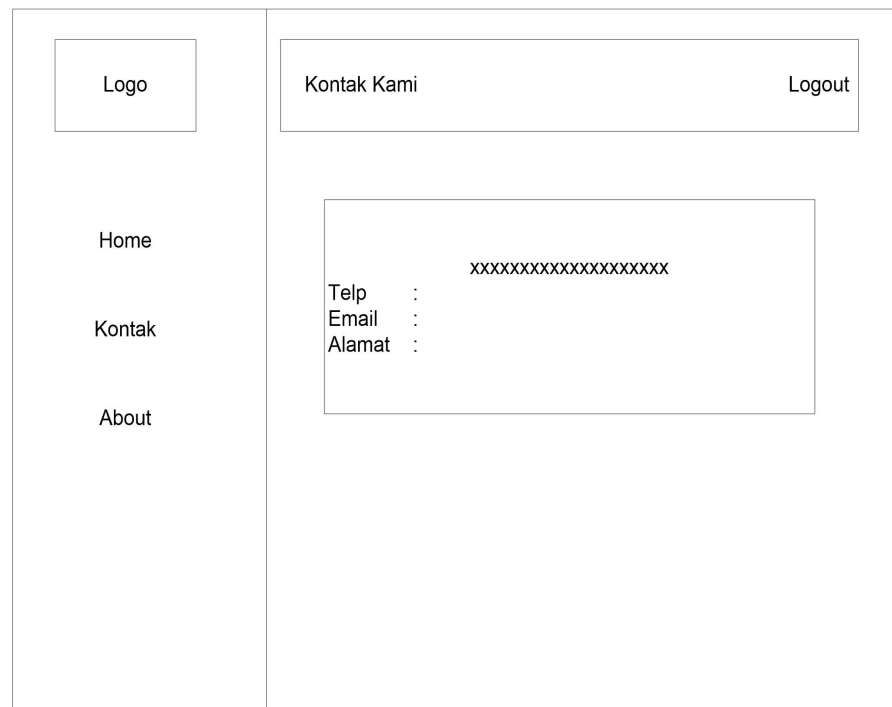 Logo
Kontak Kami
Logout
Home
Kontak
About
xxxxxxxxxxxxxxxxxxxx
Telp :
Email :
Alamat :